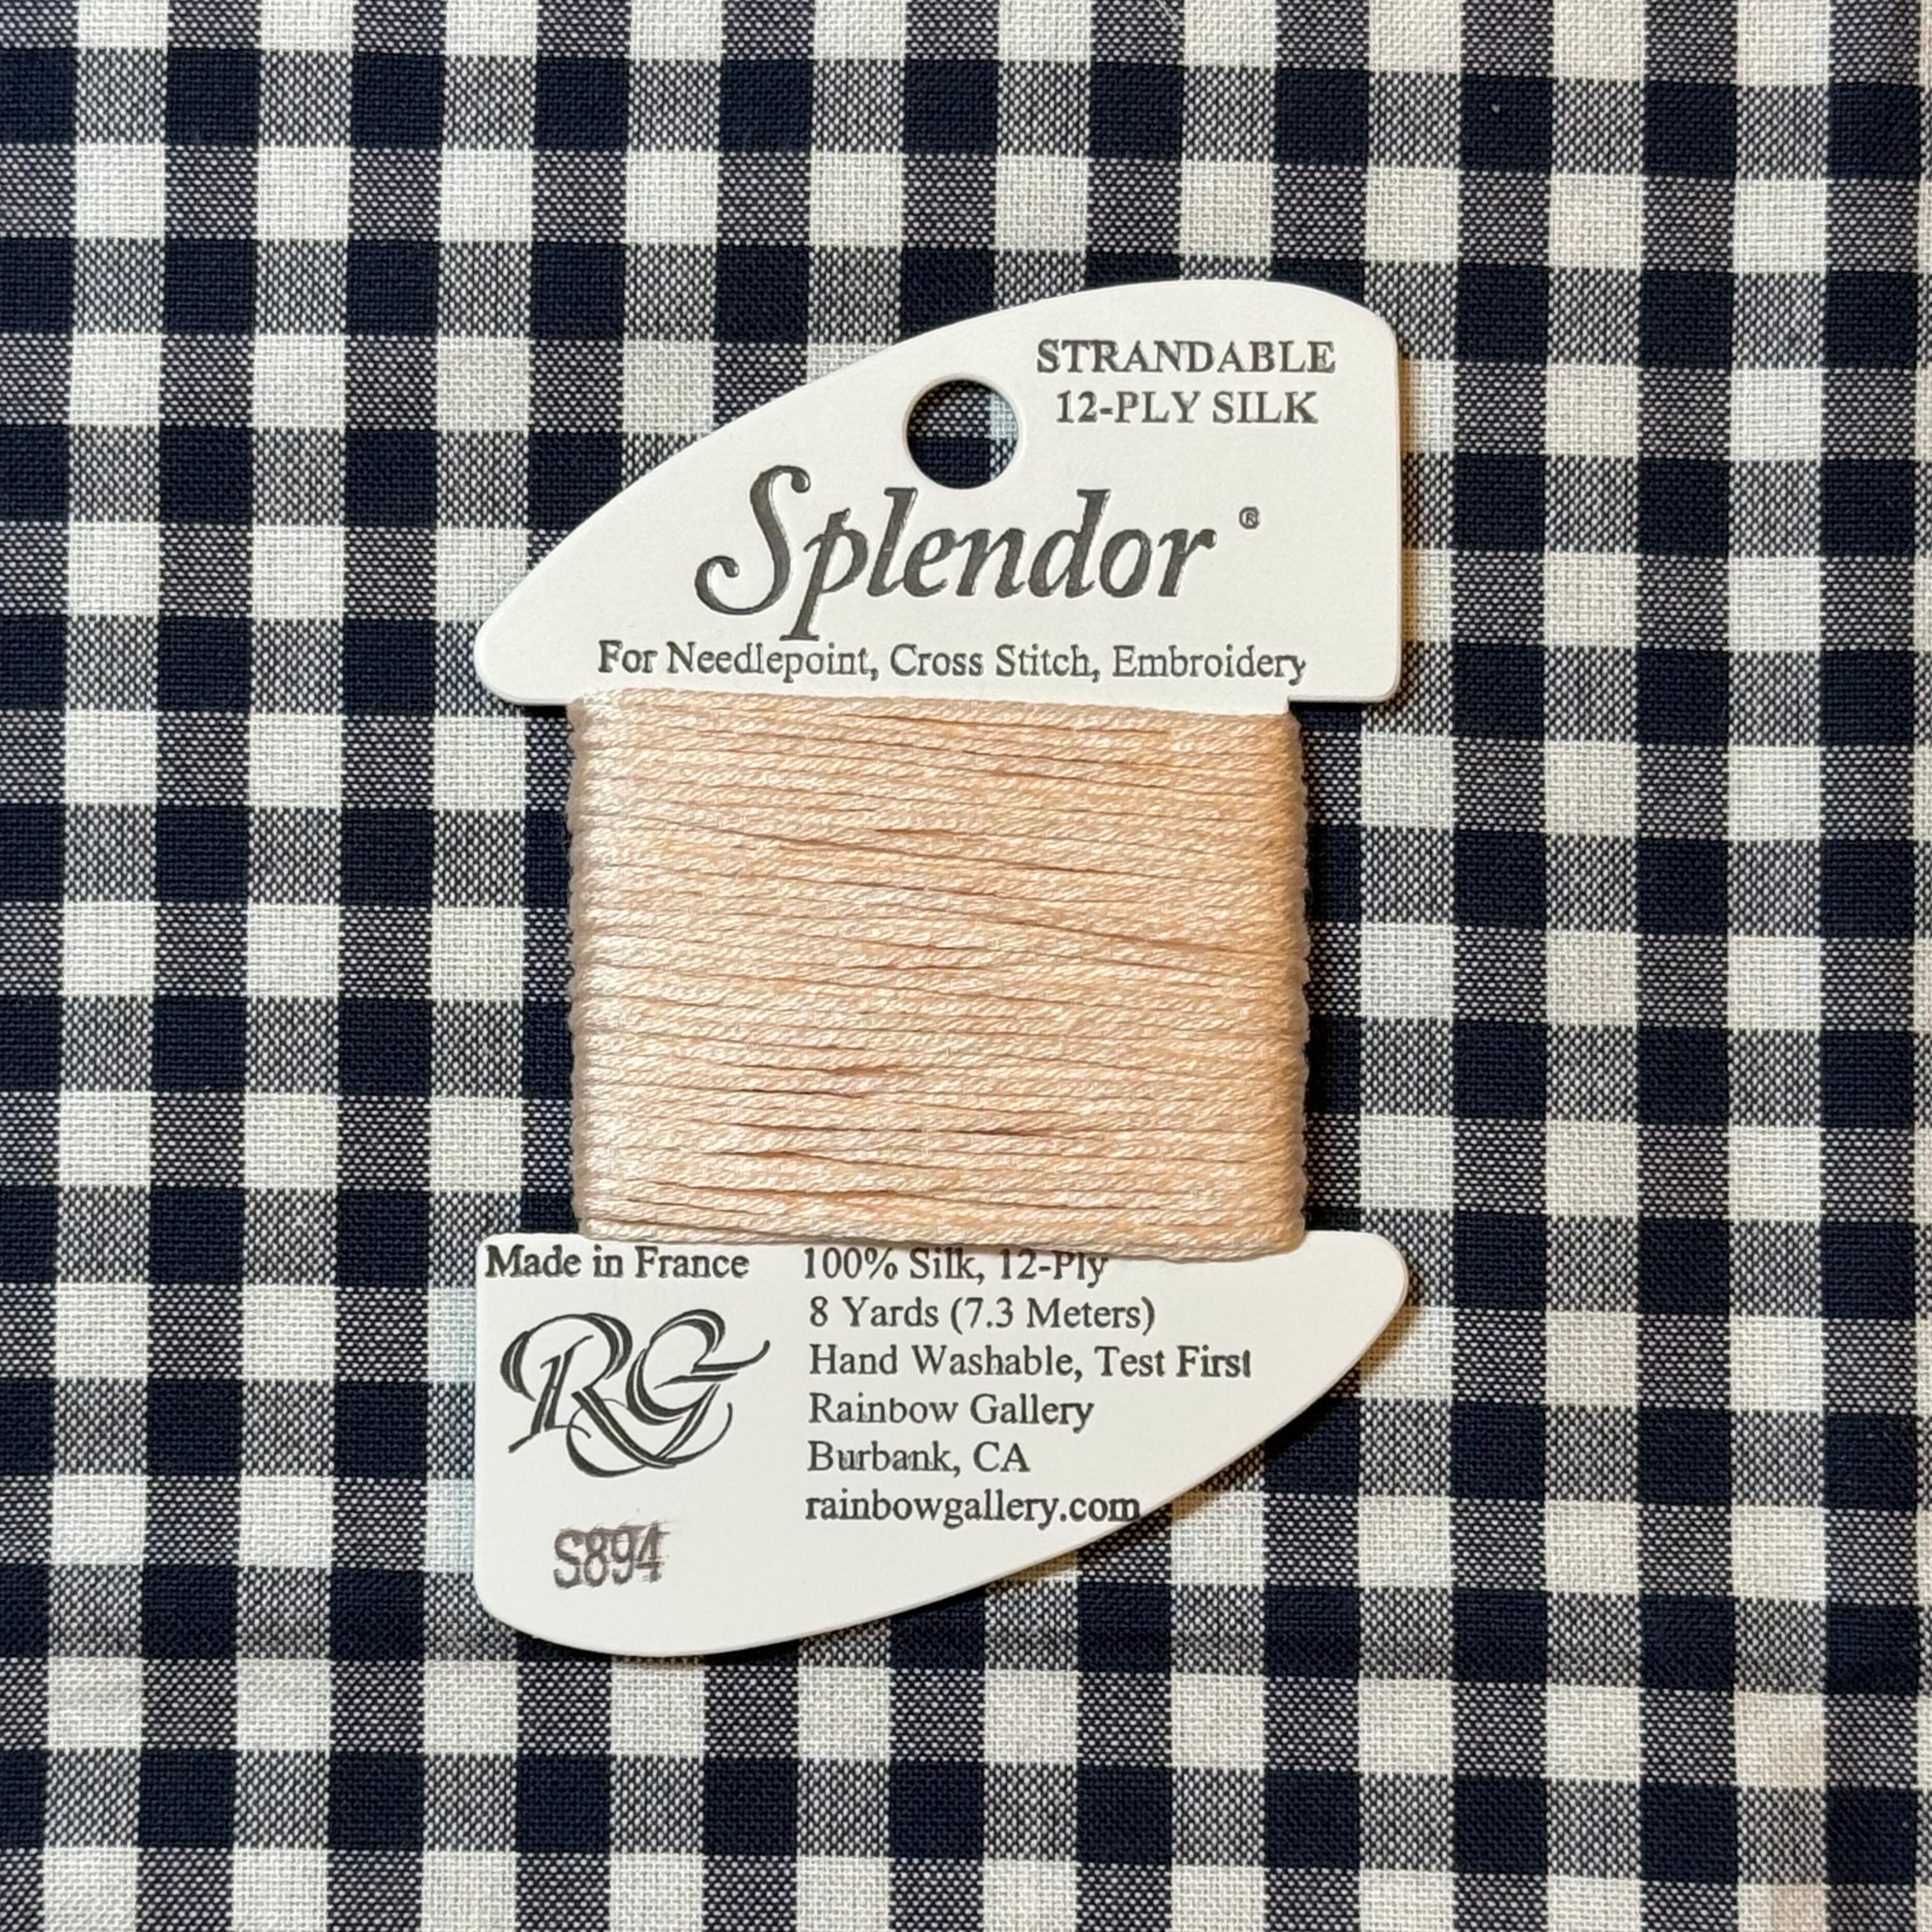 STRANDABLE
12-PLY SILK
Splendor®
For Needlepoint, Cross Stitch, Embroidery
Made in France
100% Silk, 12-Ply
8 Yards (7.3 Meters)
Hand Washable, Test First
Rainbow Gallery
Burbank, CA
rainbowgallery.com
RG
S894